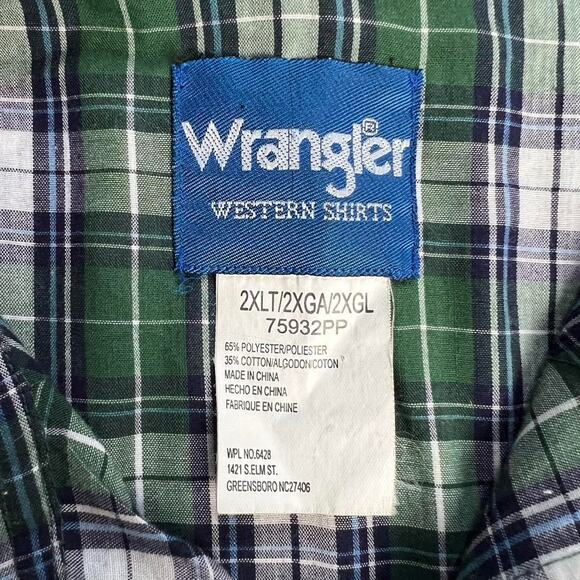 Wrangler®
WESTERN SHIRTS
2XLT/2XGA/2XGL
75932PP
65% POLYESTER/POLIESTER
35% COTTON/ALGODON/COTON
MADE IN CHINA
HECHO EN CHINA
FABRIQUE EN CHINE
WPL NO.6428
1421 S.ELM ST.
GREENSBORO NC27406